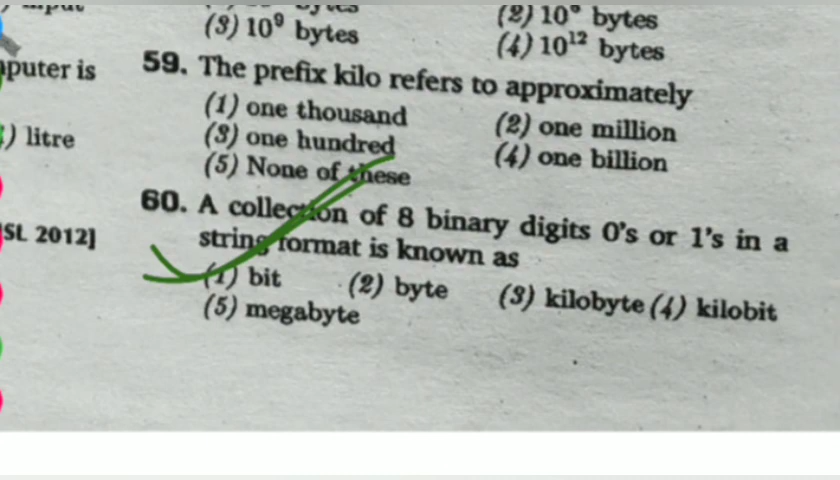 (3) 10⁹ bytes
(2) 10⁶ bytes
(4) 10¹² bytes
puter is
59. The prefix kilo refers to approximately
(1) one thousand
(2) one million
) litre
(3) one hundred
(4) one billion
(5) None of these
60. A collection of 8 binary digits 0's or 1's in a
SL 2012]
string format is known as
(1) bit (2) byte (3) kilobyte (4) kilobit
(5) megabyte